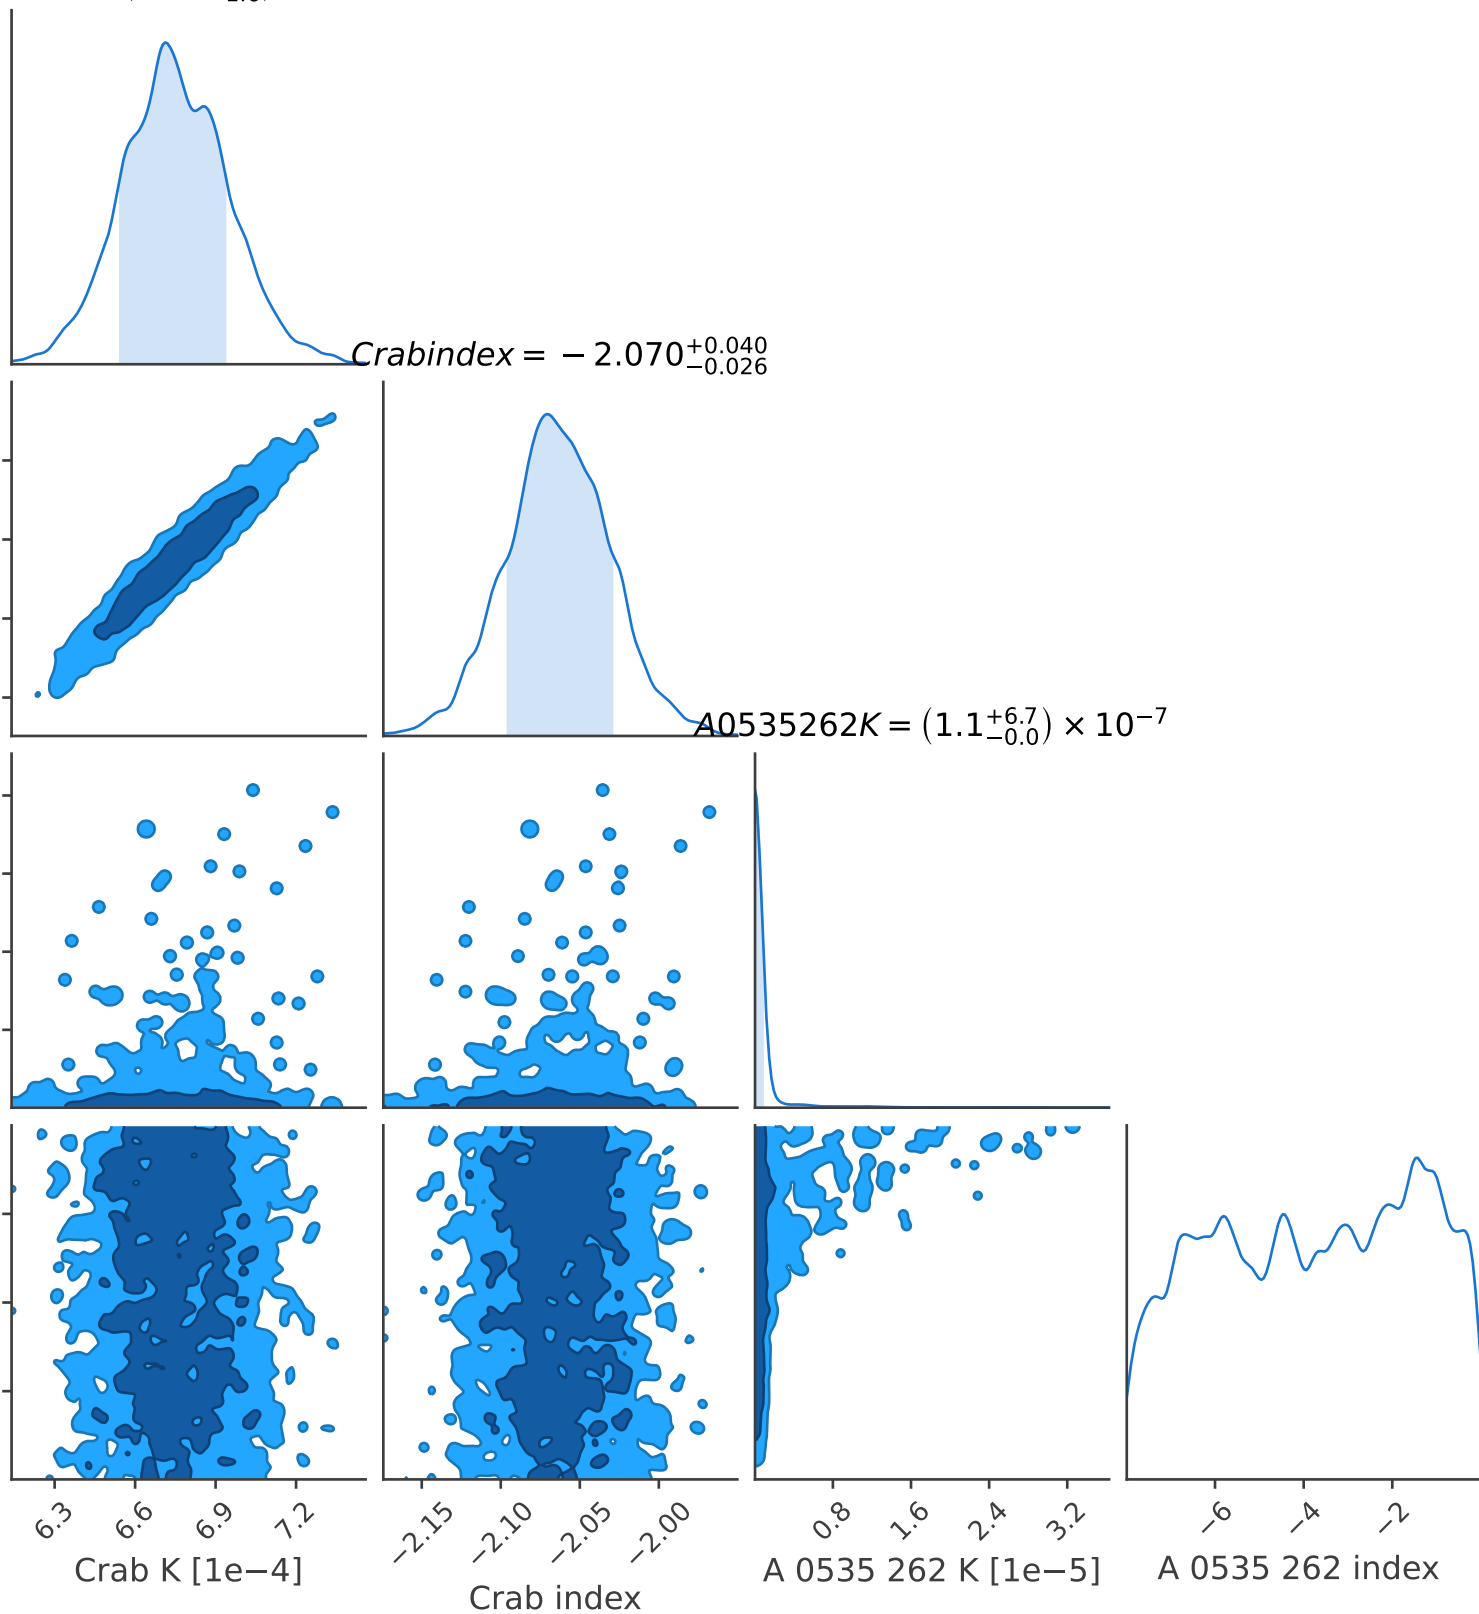 Crabindex = −2.070 +0.040 −0.026
A0535262K = (1.1 +6.7 −0.0) × 10 −7
6.3 6.6 6.9 7.2 −2.15 −2.10 −2.05 −2.00 0.8 1.6 2.4 3.2 −6 −4 −2
Crab K [1e−4] Crab index A 0535 262 K [1e−5] A 0535 262 index